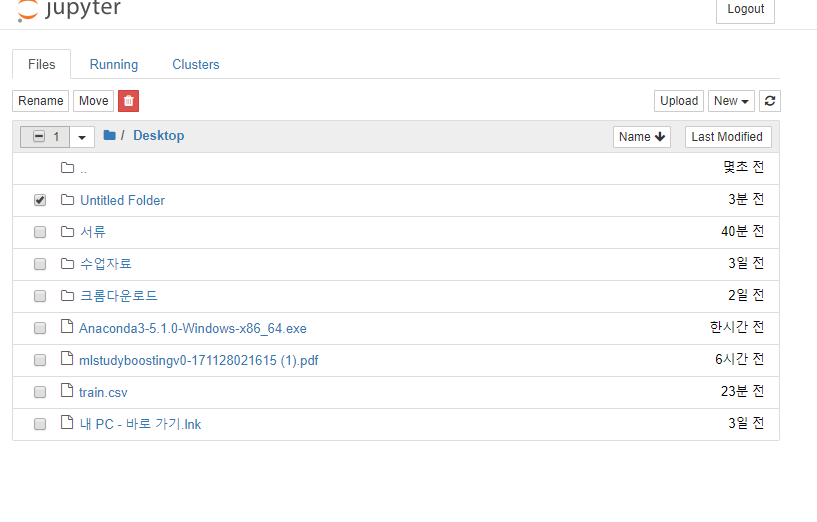 jupyter
Logout
Files Running Clusters
Rename Move Upload New
1 / Desktop Name Last Modified
.. 몇초 전
Untitled Folder 3분 전
서류 40분 전
수업자료 3일 전
크롬다운로드 2일 전
Anaconda3-5.1.0-Windows-x86_64.exe 한시간 전
mlstudyboostingv0-171128021615 (1).pdf 6시간 전
train.csv 23분 전
내 PC - 바로 가기.lnk 3일 전